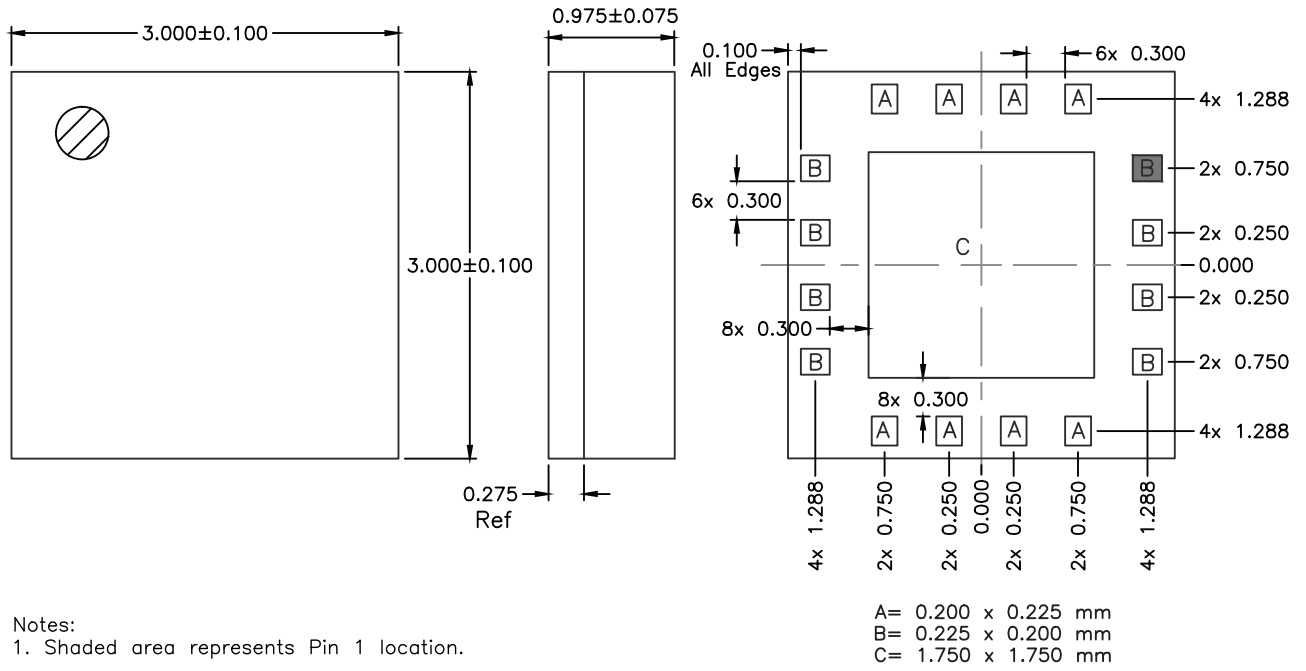 0.975±0.075
3.000±0.100
0.100
All Edges
6x 0.300
A A A A
4x 1.288
B
B
2x 0.750
6x 0.300
B
B
2x 0.250
C
3.000±0.100
0.000
B
B
2x 0.250
8x 0.300
B
B
2x 0.750
8x 0.300
A A A A
4x 1.288
0.275
Ref
4x 1.288
2x 0.750
2x 0.250
0.000
2x 0.250
2x 0.750
4x 1.288
A= 0.200 x 0.225 mm
B= 0.225 x 0.200 mm
C= 1.750 x 1.750 mm
Notes:
1. Shaded area represents Pin 1 location.